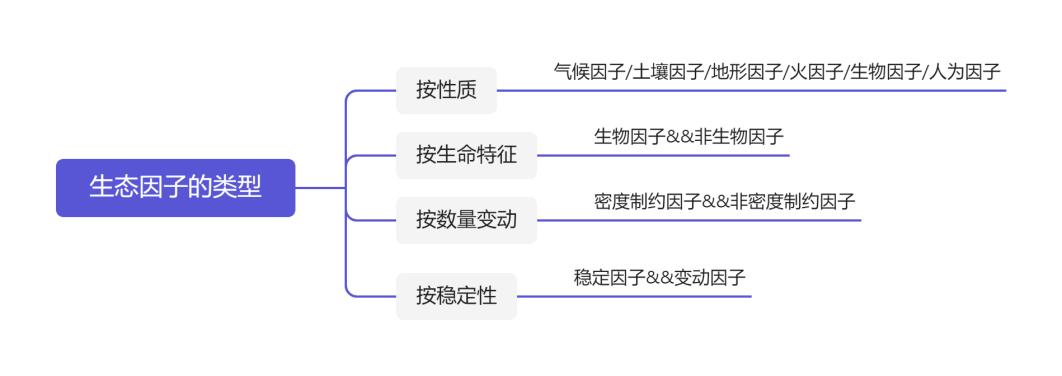 生态因子的类型
按性质
气候因子/土壤因子/地形因子/火因子/生物因子/人为因子
按生命特征
生物因子&&非生物因子
按数量变动
密度制约因子&&非密度制约因子
按稳定性
稳定因子&&变动因子